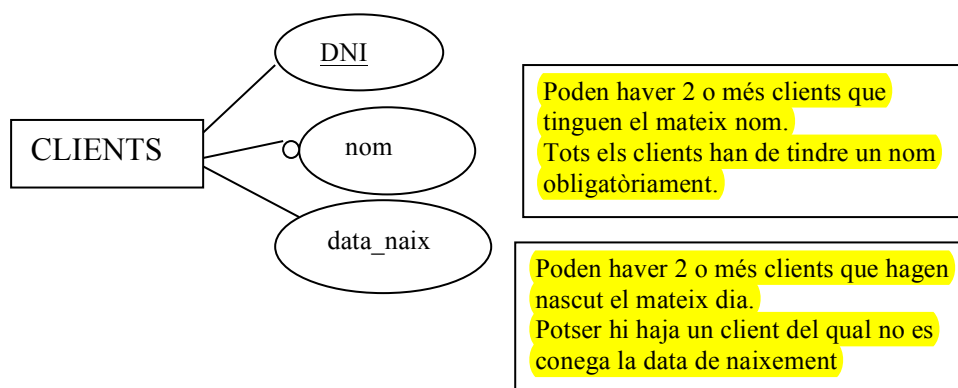 DNI
CLIENTS
nom
data_naix
Poden haver 2 o més clients que
tinguen el mateix nom.
Tots els clients han de tindre un nom
obligatòriament.
Poden haver 2 o més clients que hagen
nascut el mateix dia.
Potser hi haja un client del qual no es
conega la data de naixement